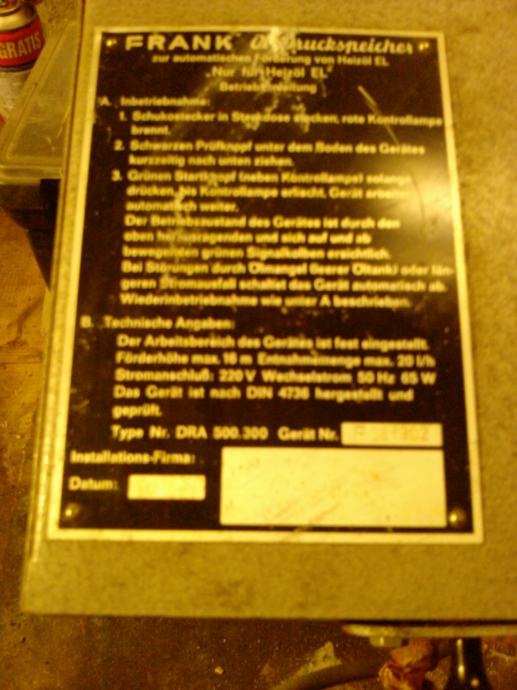 GRATIS
FRANK Öldruckspeicher
zur automatischen Förderung von Heizöl EL
„Nur für Heizöl EL"
Betriebsanleitung
A. Inbetriebnahme:
1. Schukostecker in Steckdose stecken, rote Kontrollampe
brennt.
2. Schwarzen Prüfknopf unter dem Boden des Gerätes
kurzzeitig nach unten ziehen.
3. Grünen Startknopf (neben Kontrollampe) solange
drücken, bis Kontrollampe erlischt. Gerät arbeitet
automatisch weiter.
Der Betriebszustand des Gerätes ist durch den
oben herausragenden und sich auf und ab
bewegenden grünen Signalkolben ersichtlich.
Bei Störungen durch Ölmangel (leerer Öltank) oder län-
geren Stromausfall schaltet das Gerät automatisch ab.
Wiederinbetriebnahme wie unter A beschrieben.
B. Technische Angaben:
Der Arbeitsbereich des Gerätes ist fest eingestellt.
Förderhöhe max. 16 m Entnahmemenge max. 20 l/h
Stromanschluß: 220 V Wechselstrom 50 Hz 65 W
Das Gerät ist nach DIN 4736 hergestellt und
geprüft.
Type Nr. DRA 500.300 Gerät Nr.
Installations-Firma:
Datum: